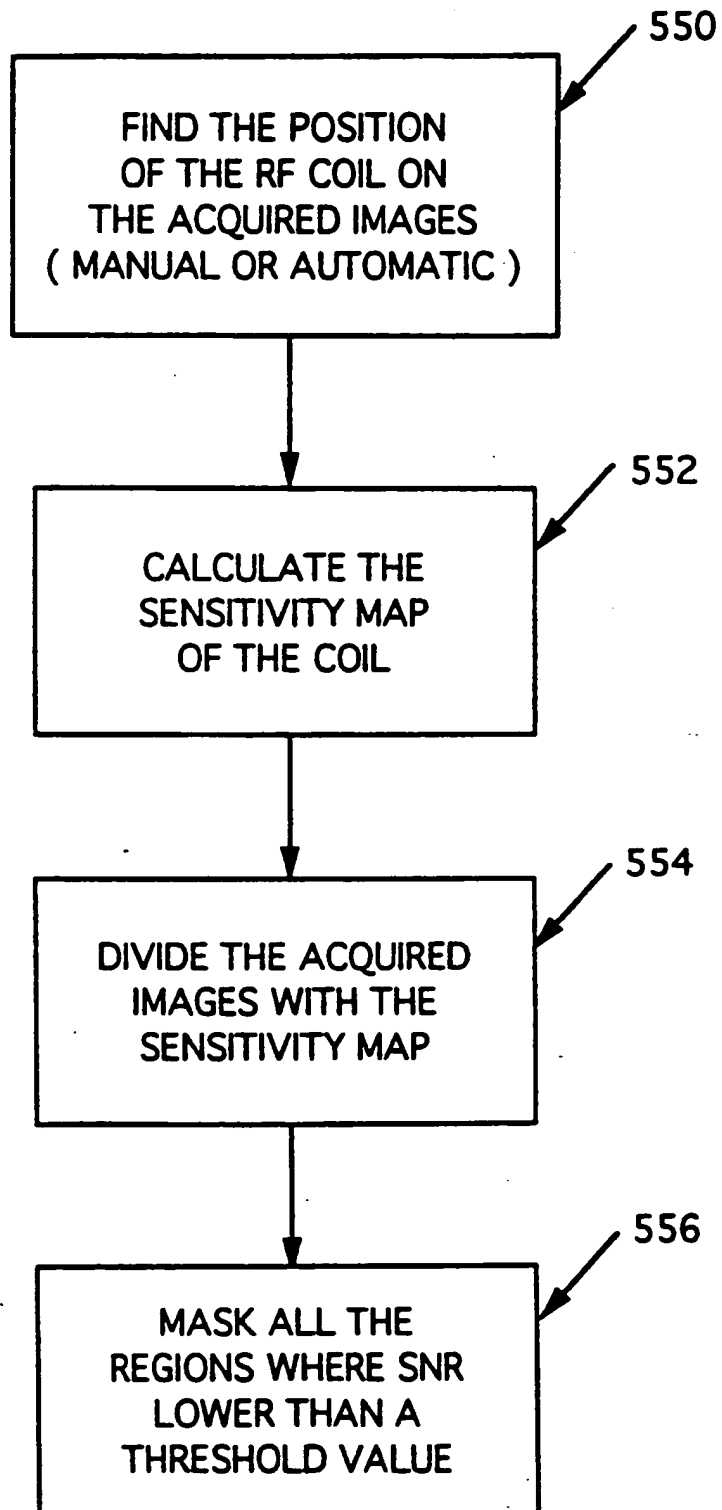 550
FIND THE POSITION
OF THE RF COIL ON
THE ACQUIRED IMAGES
( MANUAL OR AUTOMATIC )
552
CALCULATE THE
SENSITIVITY MAP
OF THE COIL
554
DIVIDE THE ACQUIRED
IMAGES WITH THE
SENSITIVITY MAP
556
MASK ALL THE
REGIONS WHERE SNR
LOWER THAN A
THRESHOLD VALUE